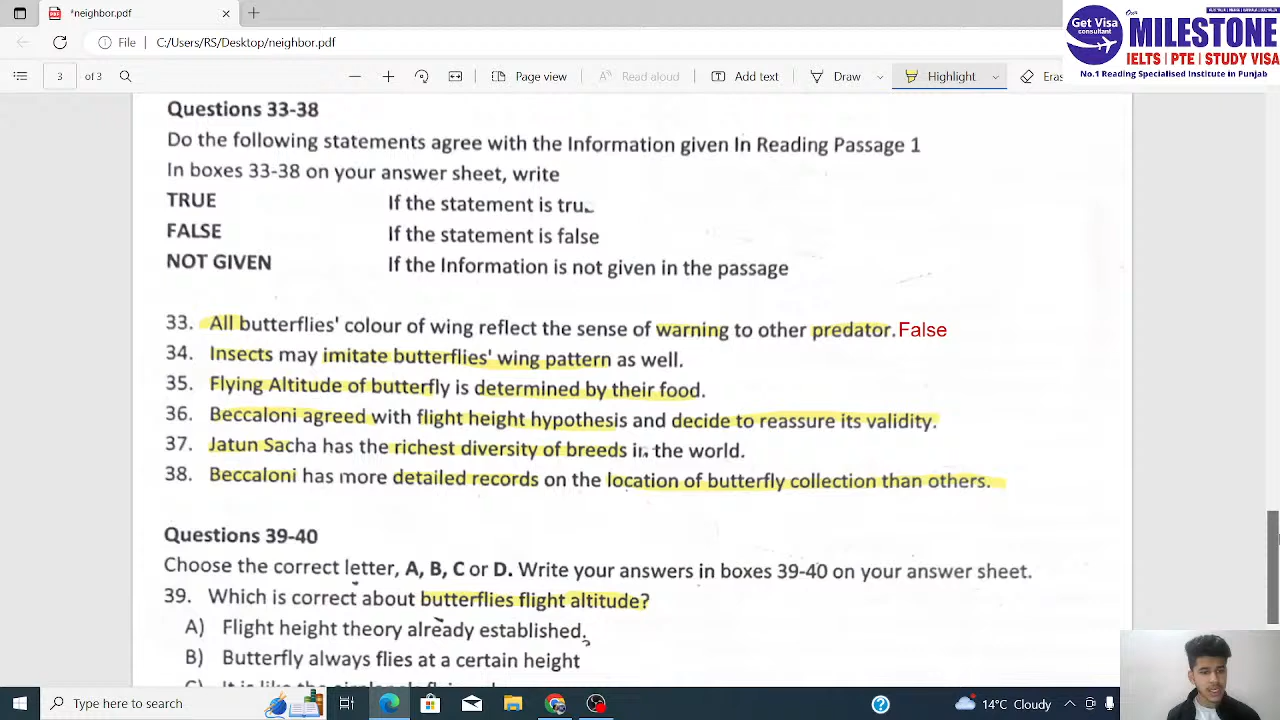 *neighbor.pdf
File C:/Users/RS/Desktop/neighbor.pdf
Get Visa consultant
Our
MILESTONE
IELTS | PTE | STUDY VISA
No.1 Reading Specialised Institute in Punjab
3 of 3 Page view Read aloud Add text Draw Highlight Eras
Questions 33-38
Do the following statements agree with the Information given In Reading Passage 1
In boxes 33-38 on your answer sheet, write
TRUE If the statement is true
FALSE If the statement is false
NOT GIVEN If the Information is not given in the passage
33. All butterflies' colour of wing reflect the sense of warning to other predator. False
34. Insects may imitate butterflies' wing pattern as well.
35. Flying Altitude of butterfly is determined by their food.
36. Beccaloni agreed with flight height hypothesis and decide to reassure its validity.
37. Jatun Sacha has the richest diversity of breeds in the world.
38. Beccaloni has more detailed records on the location of butterfly collection than others.
Questions 39-40
Choose the correct letter, A, B, C or D. Write your answers in boxes 39-40 on your answer sheet.
39. Which is correct about butterflies flight altitude?
A) Flight height theory already established.
B) Butterfly always flies at a certain height
Type here to search
14°C Cloudy